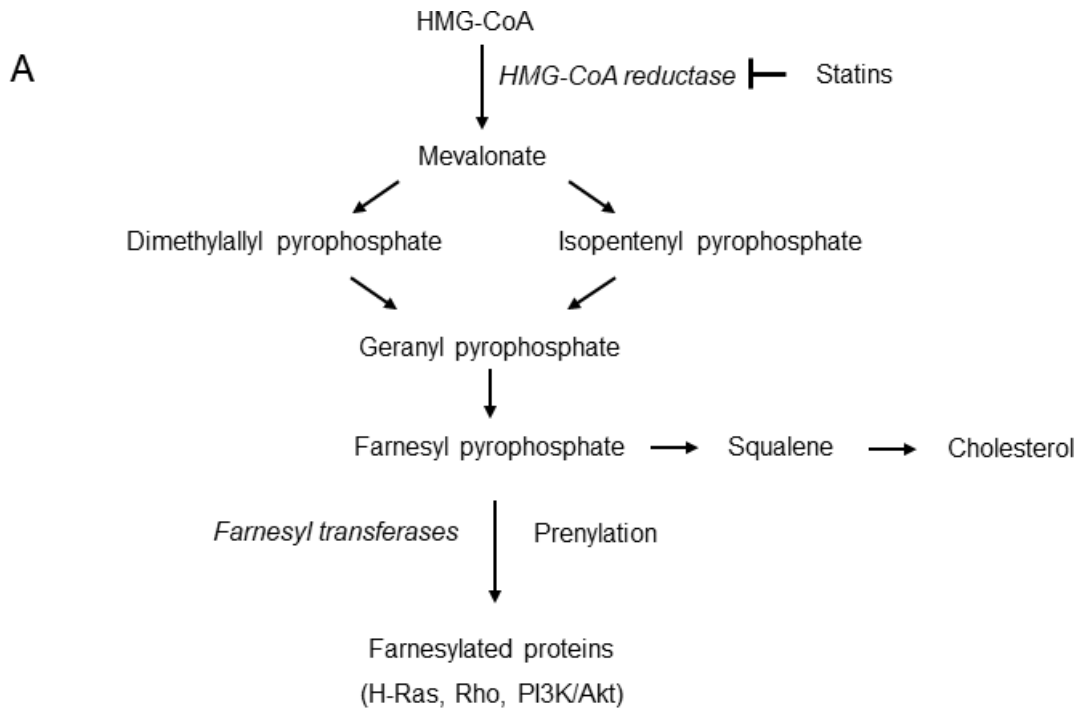 HMG-CoA
A
HMG-CoA reductase
Statins
Mevalonate
Dimethylallyl pyrophosphate
Isopentenyl pyrophosphate
Geranyl pyrophosphate
Farnesyl pyrophosphate
Squalene
Cholesterol
Farnesyl transferases
Prenylation
Farnesylated proteins
(H-Ras, Rho, PI3K/Akt)